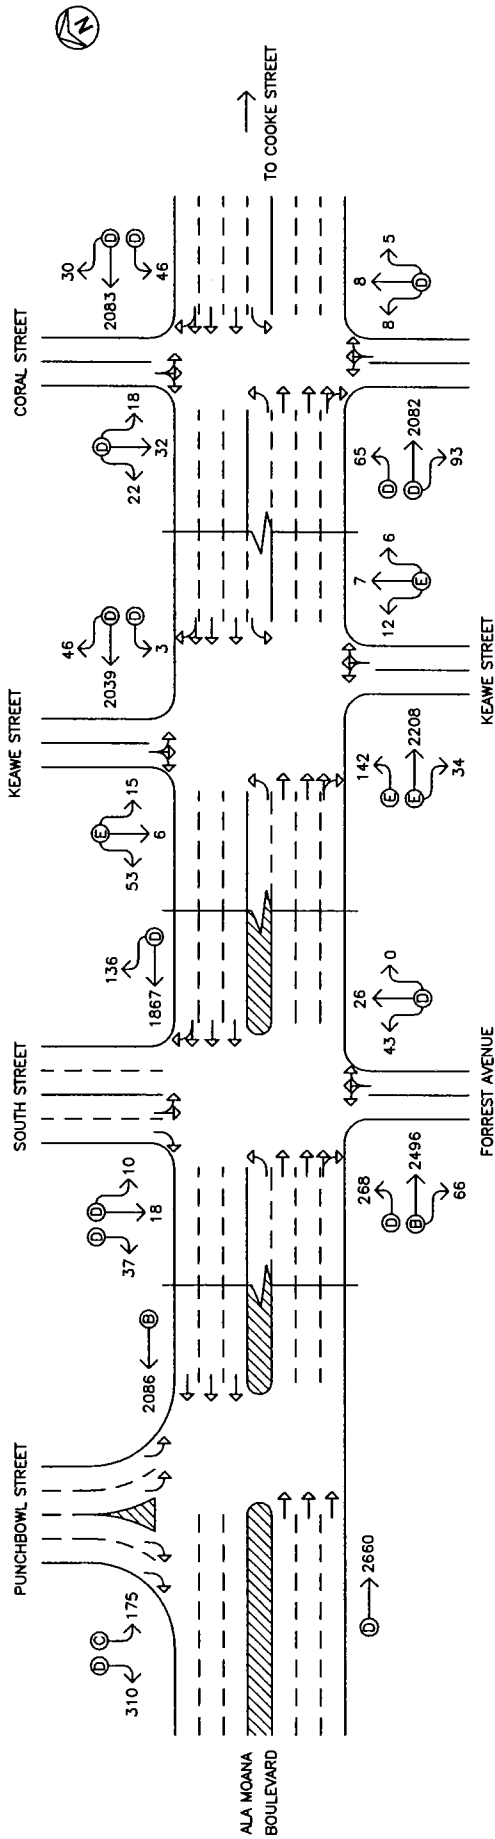 N
TO COOKE STREET
CORAL STREET
30
2083
46
D
D
8
8
5
D
18
32
22
D
65
2082
93
D
D
KEAWE STREET
46
2039
3
D
D
12
7
6
E
KEAWE STREET
15
6
53
E
142
2208
34
E
E
SOUTH STREET
136
1867
D
43
26
0
D
FORREST AVENUE
10
18
37
D
D
268
2496
66
D
B
2086
B
PUNCHBOWL STREET
310
175
D
C
2660
D
ALA MOANA
BOULEVARD